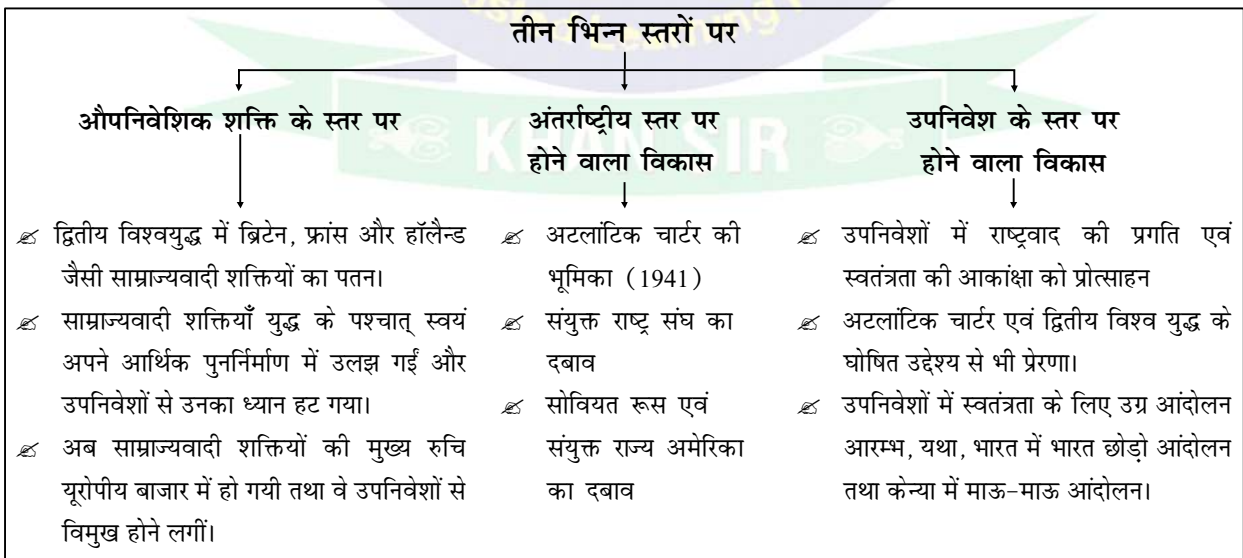 तीन भिन्न स्तरों पर
औपनिवेशिक शक्ति के स्तर पर
द्वितीय विश्वयुद्ध में ब्रिटेन, फ्रांस और हॉलैन्ड
जैसी साम्राज्यवादी शक्तियों का पतन।
साम्राज्यवादी शक्तियाँ युद्ध के पश्चात् स्वयं
अपने आर्थिक पुनर्निर्माण में उलझ गईं और
उपनिवेशों से उनका ध्यान हट गया।
अब साम्राज्यवादी शक्तियों की मुख्य रुचि
यूरोपीय बाजार में हो गयी तथा वे उपनिवेशों से
विमुख होने लगीं।
अंतर्राष्ट्रीय स्तर पर
होने वाला विकास
अटलांटिक चार्टर की
भूमिका (1941)
संयुक्त राष्ट्र संघ का
दबाव
सोवियत रूस एवं
संयुक्त राज्य अमेरिका
का दबाव
उपनिवेश के स्तर पर
होने वाला विकास
उपनिवेशों में राष्ट्रवाद की प्रगति एवं
स्वतंत्रता की आकांक्षा को प्रोत्साहन
अटलांटिक चार्टर एवं द्वितीय विश्व युद्ध के
घोषित उद्देश्य से भी प्रेरणा।
उपनिवेशों में स्वतंत्रता के लिए उग्र आंदोलन
आरम्भ, यथा, भारत में भारत छोड़ो आंदोलन
तथा केन्या में माऊ-माऊ आंदोलन।
KHAN SIR